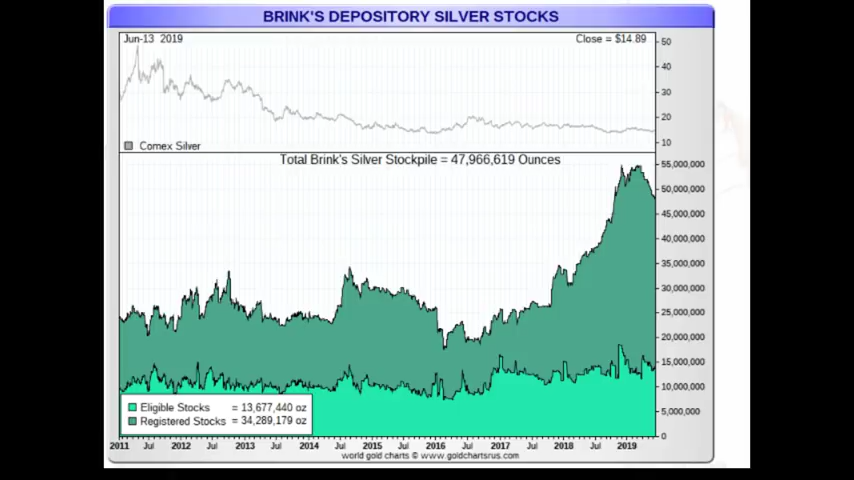 BRINK'S DEPOSITORY SILVER STOCKS
Jun-13 2019
Close = $14.89
50
40
30
20
10
Comex Silver
Total Brink's Silver Stockpile = 47,966,619 Ounces
55,000,000
50,000,000
45,000,000
40,000,000
35,000,000
30,000,000
25,000,000
20,000,000
15,000,000
10,000,000
5,000,000
0
Eligible Stocks = 13,677,440 oz
Registered Stocks = 34,289,179 oz
2011 Jul 2012 Jul 2013 Jul 2014 Jul 2015 Jul 2016 Jul 2017 Jul 2018 Jul 2019
world gold charts © www.goldchartsrus.com